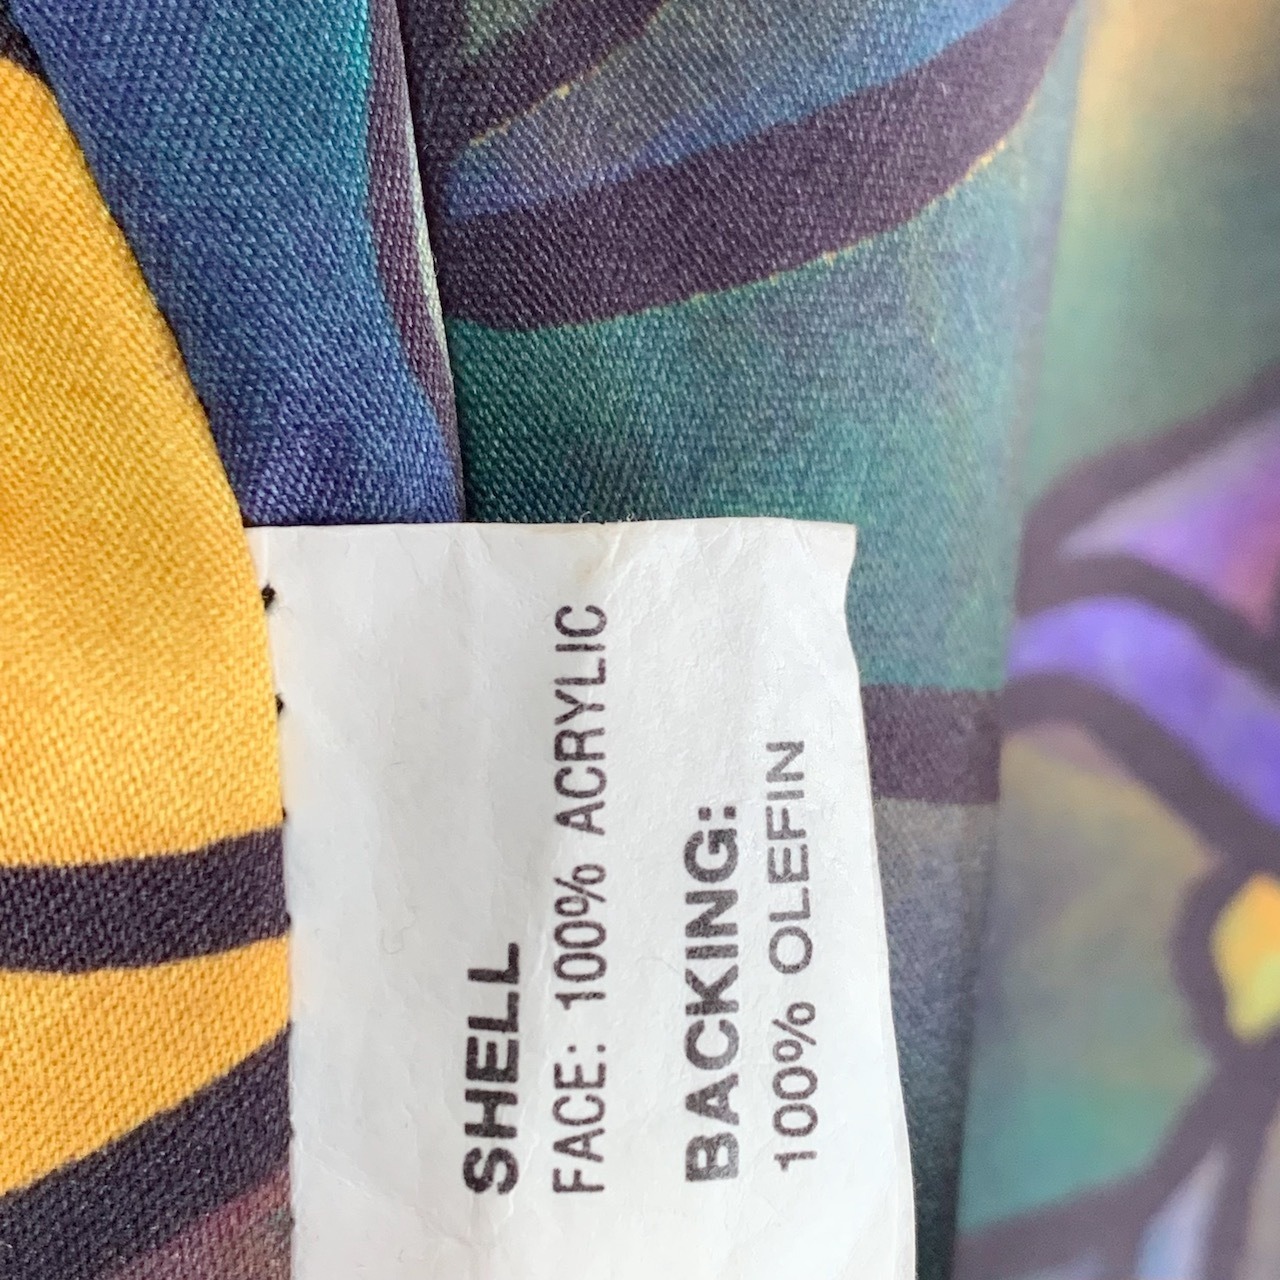 SHELL
FACE: 100% ACRYLIC
BACKING:
100% OLEFIN